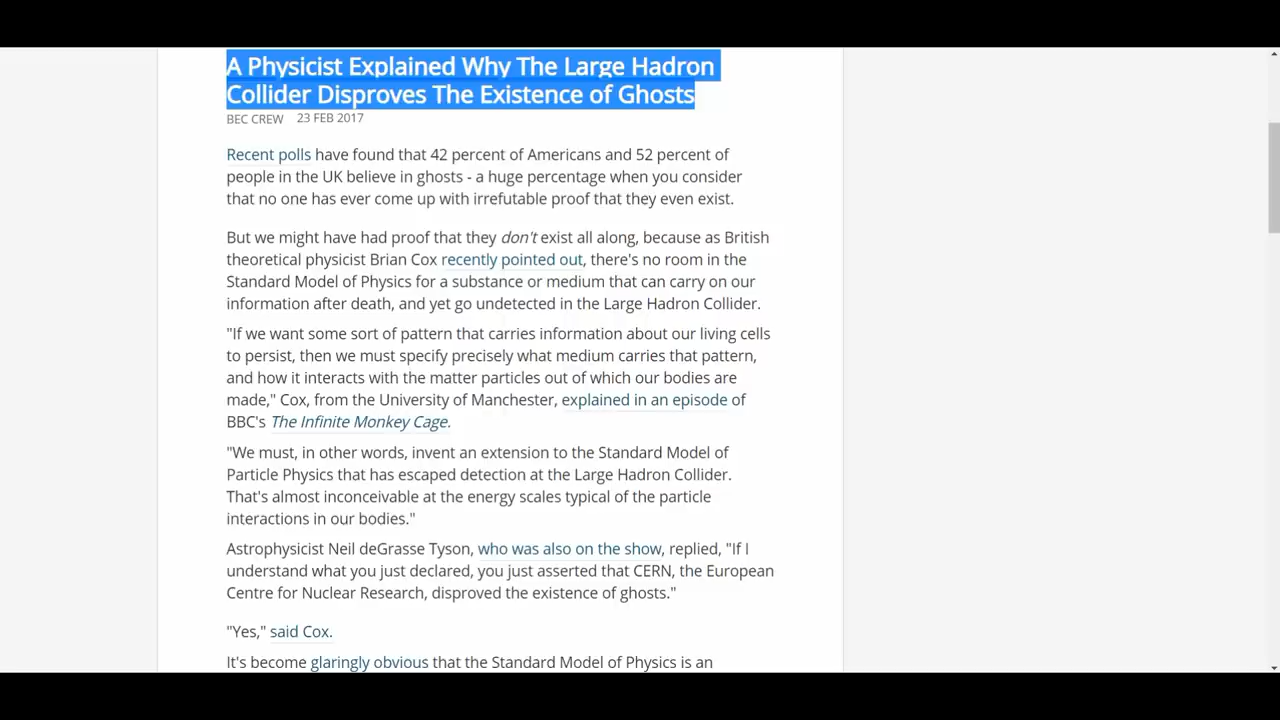 A Physicist Explained Why The Large Hadron
Collider Disproves The Existence of Ghosts
BEC CREW 23 FEB 2017
Recent polls have found that 42 percent of Americans and 52 percent of
people in the UK believe in ghosts - a huge percentage when you consider
that no one has ever come up with irrefutable proof that they even exist.
But we might have had proof that they don't exist all along, because as British
theoretical physicist Brian Cox recently pointed out, there's no room in the
Standard Model of Physics for a substance or medium that can carry on our
information after death, and yet go undetected in the Large Hadron Collider.
"If we want some sort of pattern that carries information about our living cells
to persist, then we must specify precisely what medium carries that pattern,
and how it interacts with the matter particles out of which our bodies are
made," Cox, from the University of Manchester, explained in an episode of
BBC's The Infinite Monkey Cage.
"We must, in other words, invent an extension to the Standard Model of
Particle Physics that has escaped detection at the Large Hadron Collider.
That's almost inconceivable at the energy scales typical of the particle
interactions in our bodies."
Astrophysicist Neil deGrasse Tyson, who was also on the show, replied, "If I
understand what you just declared, you just asserted that CERN, the European
Centre for Nuclear Research, disproved the existence of ghosts."
"Yes," said Cox.
It's become glaringly obvious that the Standard Model of Physics is an